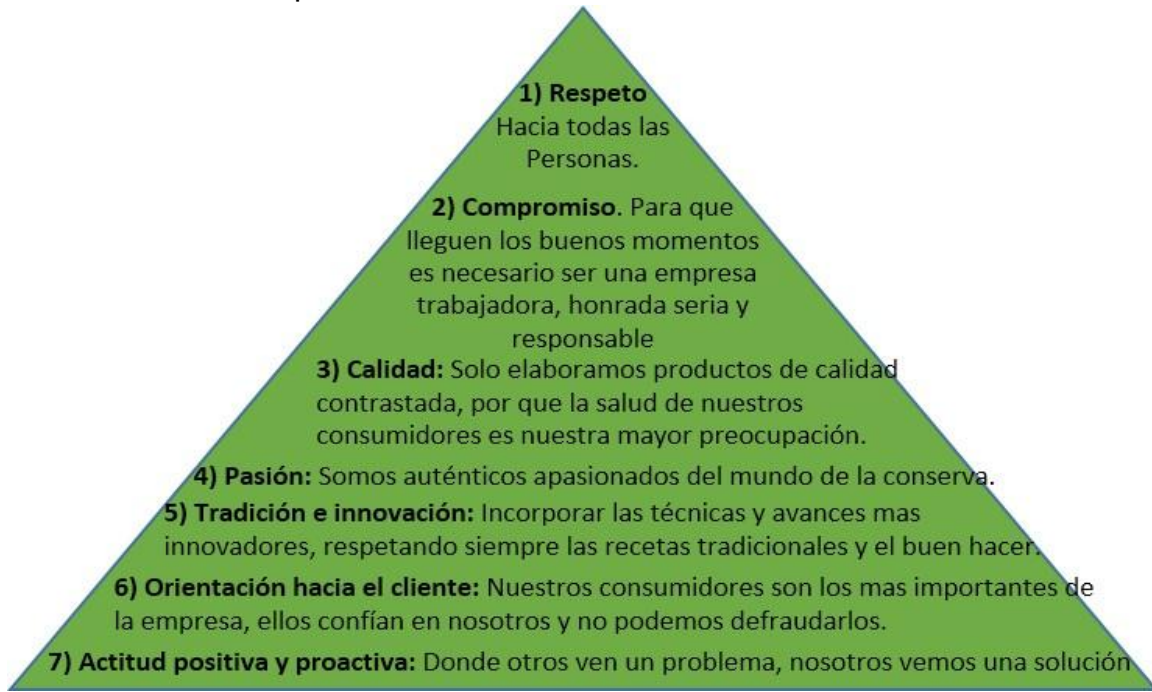 1) Respeto
Hacia todas las
Personas.
2) Compromiso. Para que
lleguen los buenos momentos
es necesario ser una empresa
trabajadora, honrada seria y
responsable
3) Calidad: Solo elaboramos productos de calidad
contrastada, por que la salud de nuestros
consumidores es nuestra mayor preocupación.
4) Pasión: Somos auténticos apasionados del mundo de la conserva.
5) Tradición e innovación: Incorporar las técnicas y avances mas
innovadores, respetando siempre las recetas tradicionales y el buen hacer.
6) Orientación hacia el cliente: Nuestros consumidores son los mas importantes de
la empresa, ellos confían en nosotros y no podemos defraudarlos.
7) Actitud positiva y proactiva: Donde otros ven un problema, nosotros vemos una solución